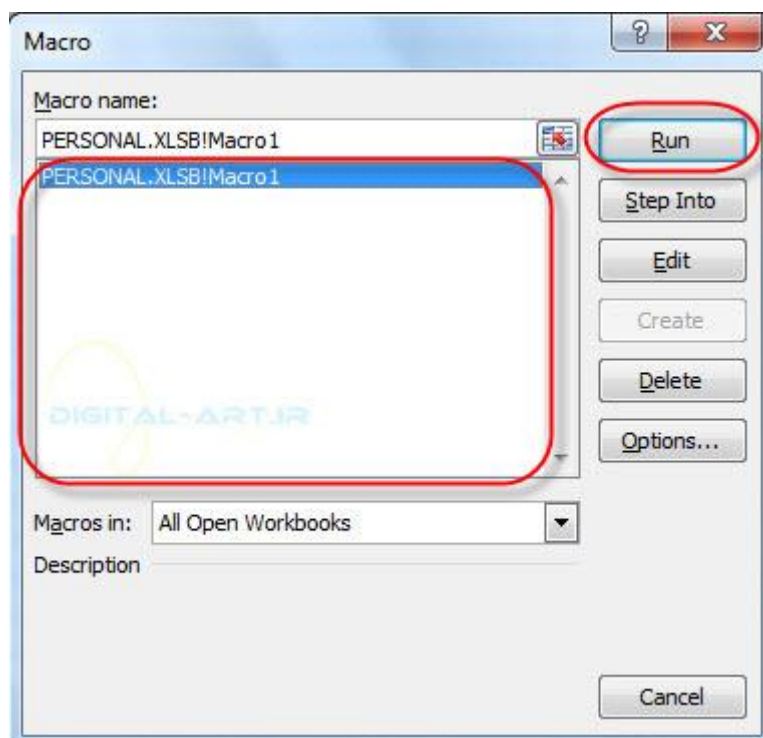 Macro
Macro name:
PERSONAL.XLSB!Macro1
PERSONAL.XLSB!Macro1
Run
Step Into
Edit
Create
Delete
Options...
DIGITAL-ART.IR
Macros in: All Open Workbooks
Description
Cancel